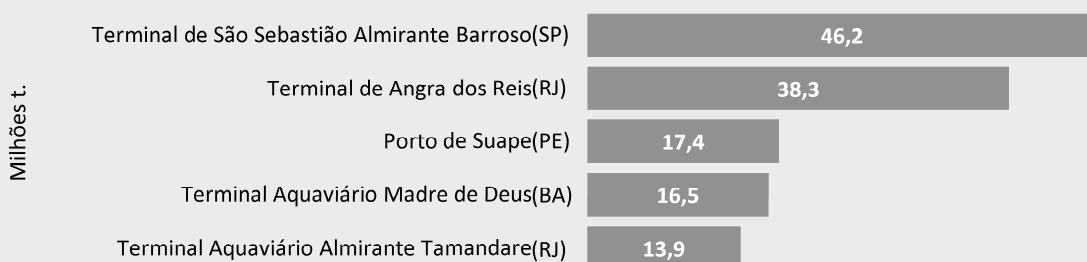 Milhões t.
Terminal de São Sebastião Almirante Barroso(SP) 46,2
Terminal de Angra dos Reis(RJ) 38,3
Porto de Suape(PE) 17,4
Terminal Aquaviário Madre de Deus(BA) 16,5
Terminal Aquaviário Almirante Tamandare(RJ) 13,9